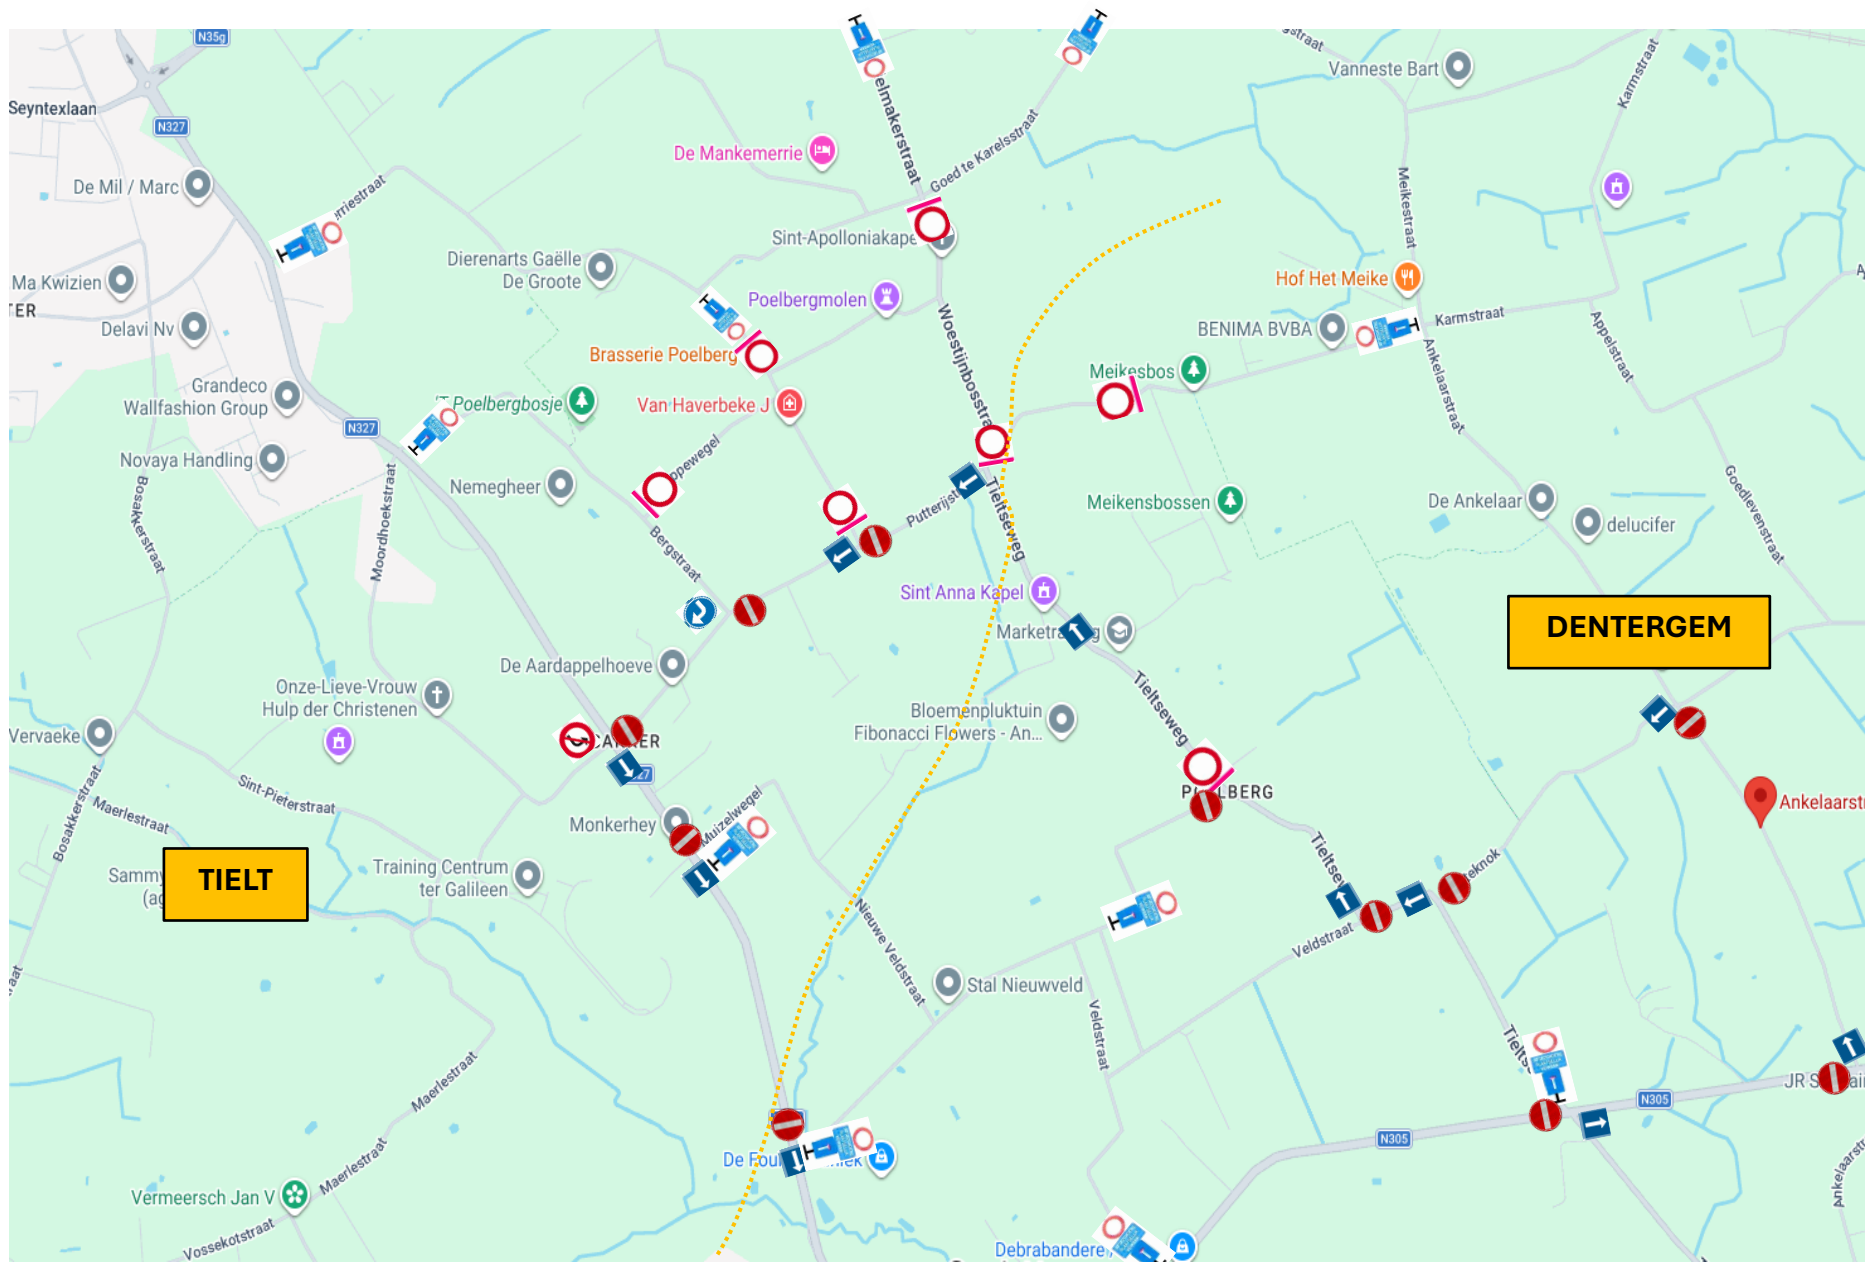 N35g
Seyntexlaan
N327
De Mil / Marc
Ma Kwizien
TER
Delavi Nv
Grandeco
Wallfashion Group
Novaya Handling
N327
Bosakkerstraat
Moordhoekstraat
De Mankemerrie
Goed te Karelsstraat
Sint-Apolloniakape
Dierenarts Gaëlle
De Groote
Poelbergmolen
Brasserie Poelberg
Van Haverbeke J
'T Poelbergbosje
Nemegheer
Bergstraat
Woestijnbosstra
Tieltseweg
Vanneste Bart
Karmstraat
Meikestraat
Hof Het Meike
BENIMA BVBA
Karmstraat
Meikesbos
Ankelaarstraat
Appelstraat
Meikensbossen
De Ankelaar
delucifer
Goedlevenstraat
Sint Anna Kapel
DENTERGEM
De Aardappelhoeve
Onze-Lieve-Vrouw
Hulp der Christenen
Vervaeke
Bloemenpluktuin
Fibonacci Flowers - An...
Tieltseweg
Sint-Pieterstraat
Maerlestraat
Bosakkerstraat
Monkerhey
Muizelwegel
TIELT
Training Centrum
ter Galileen
Nieuwe Veldstraat
Stal Nieuwveld
Veldstraat
Veldstraat
Maerlestraat
Maerlestraat
N305
N305
Vermeersch Jan V
Vossekotstraat
Debrabandere